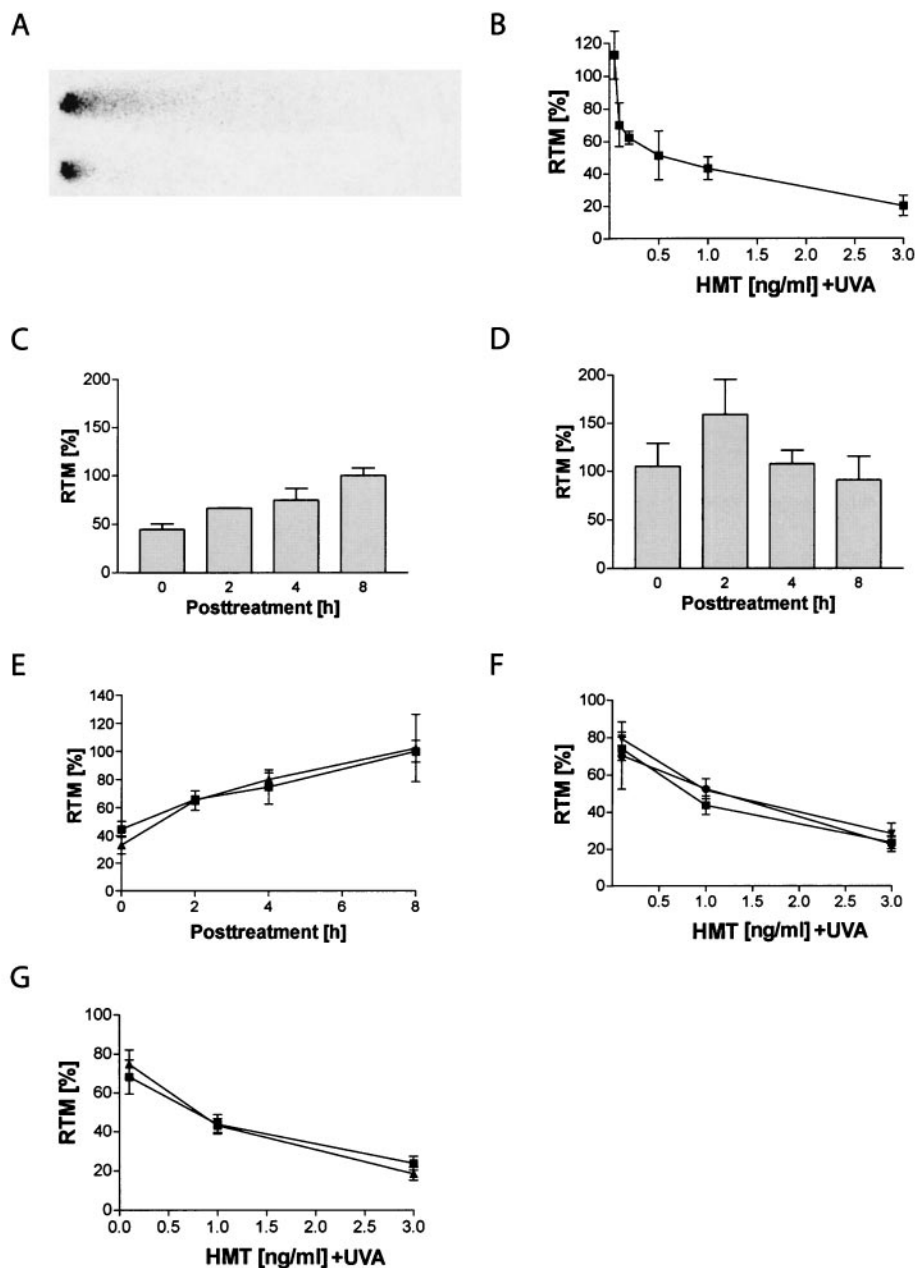 A
B
RTM [%]
120
100
80
60
40
20
0
0.5 1.0 1.5 2.0 2.5 3.0
HMT [ng/ml] +UVA
C
RTM [%]
200
150
100
50
0
0 2 4 8
Posttreatment [h]
D
RTM [%]
200
150
100
50
0
0 2 4 8
Posttreatment [h]
E
RTM [%]
140
120
100
80
60
40
20
0
0 2 4 6 8
Posttreatment [h]
F
RTM [%]
100
80
60
40
20
0
0.5 1.0 1.5 2.0 2.5 3.0
HMT [ng/ml] +UVA
G
RTM [%]
100
80
60
40
20
0
0.0 0.5 1.0 1.5 2.0 2.5 3.0
HMT [ng/ml] +UVA